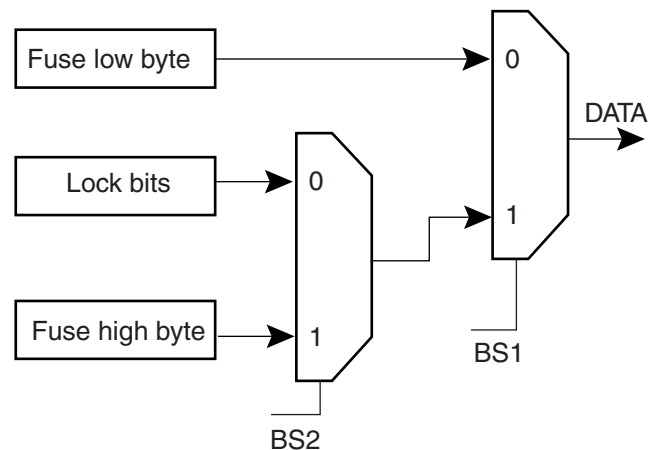 Fuse low byte
0
DATA
Lock bits
0
1
Fuse high byte
1
BS1
BS2